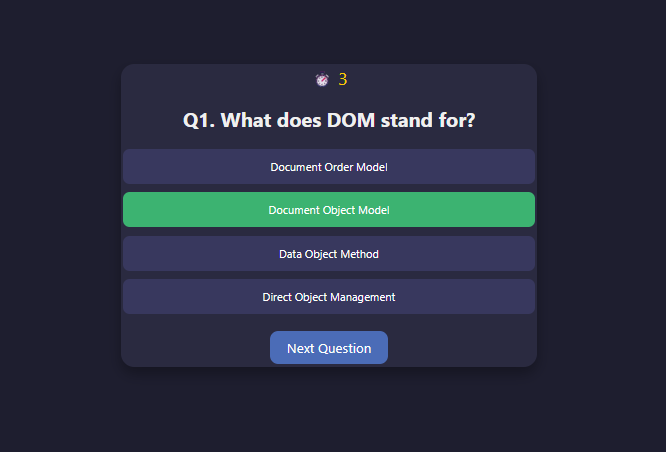 3
Q1. What does DOM stand for?
Document Order Model
Document Object Model
Data Object Method
Direct Object Management
Next Question